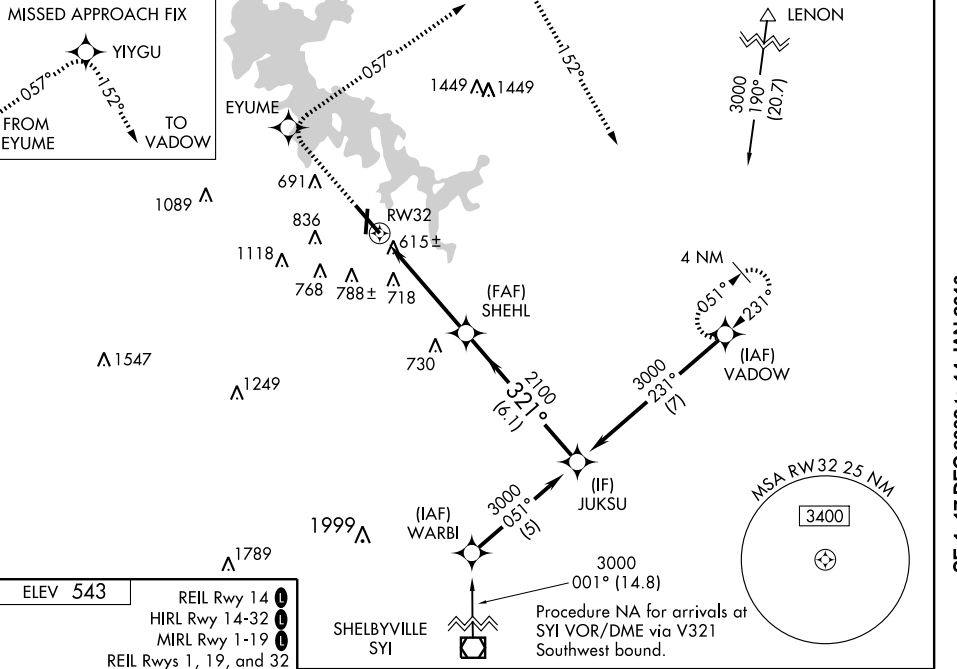 MISSED APPROACH FIX
YIYGU
057°
152°
FROM
EYUME
TO
VADOW
EYUME
057°
152°
1449
1449
LENON
3000
190°
(20.7)
1089
691
836
RW32
615±
1118
768
788±
718
(FAF)
SHEHL
730
4 NM
051°
231°
(IAF)
VADOW
1547
1249
2100
321°
(6.1)
3000
231°
(7)
(IF)
JUKSU
3000
051°
(5)
(IAF)
WARBI
1999
1789
MSA RW32 25 NM
3400
3000
001° (14.8)
SHELBYVILLE
SYI
Procedure NA for arrivals at
SYI VOR/DME via V321
Southwest bound.
ELEV 543
REIL Rwy 14 L
HIRL Rwy 14-32 L
MIRL Rwy 1-19 L
REIL Rwys 1, 19, and 32